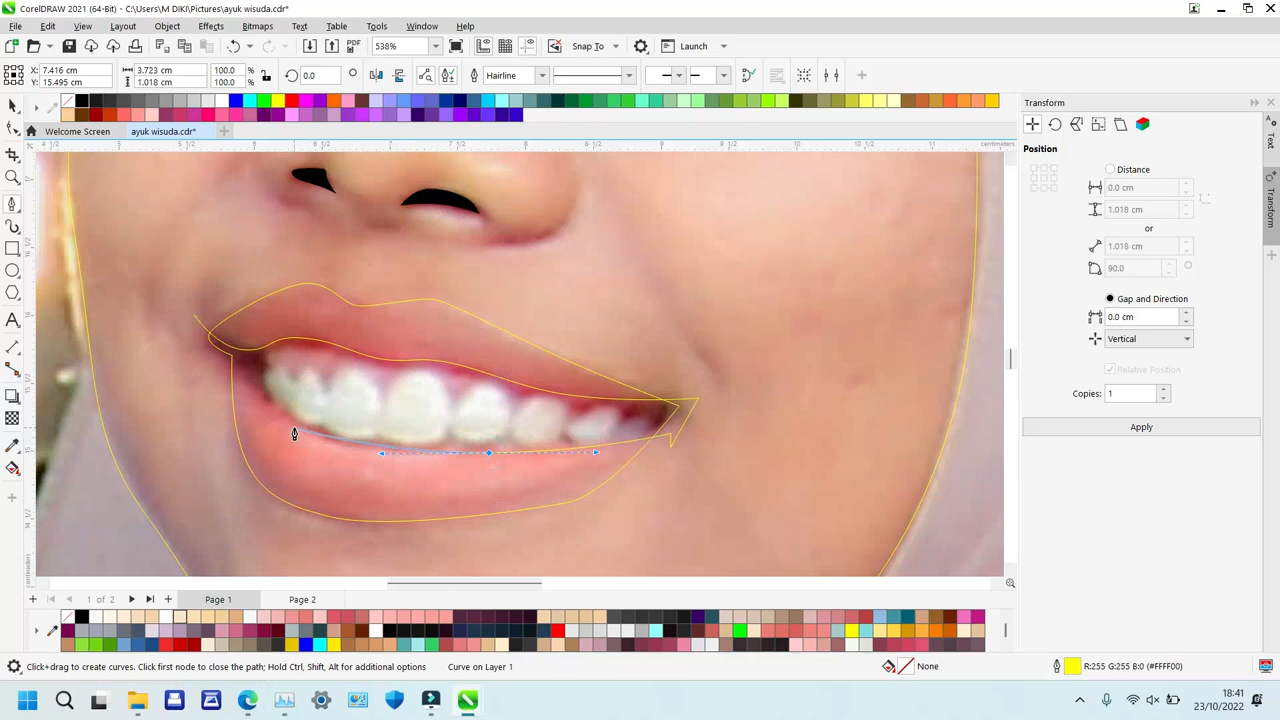 CorelDRAW 2021 (64-Bit) - C:\Users\M DIKI\Pictures\ayuk wisuda.cdr*
File Edit View Layout Object Effects Bitmaps Text Table Tools Window Help
PDF 538% Snap To Launch
X: 7.416 cm 3.723 cm 100.0 %
Y: 15.495 cm 1.018 cm 100.0 %
0.0 ° Hairline
Welcome Screen ayuk wisuda.cdr*
centimeters
Transform
Position
Distance
0.0 cm
1.018 cm
or
1.018 cm
90.0 °
Gap and Direction
0.0 cm
Vertical
Relative Position
Copies: 1
Apply
Text
Transform
1 of 2 Page 1 Page 2
Click+drag to create curves. Click first node to close the path; Hold Ctrl, Shift, Alt for additional options Curve on Layer 1 None R:255 G:255 B:0 (#FFFF00)
18:41
23/10/2022